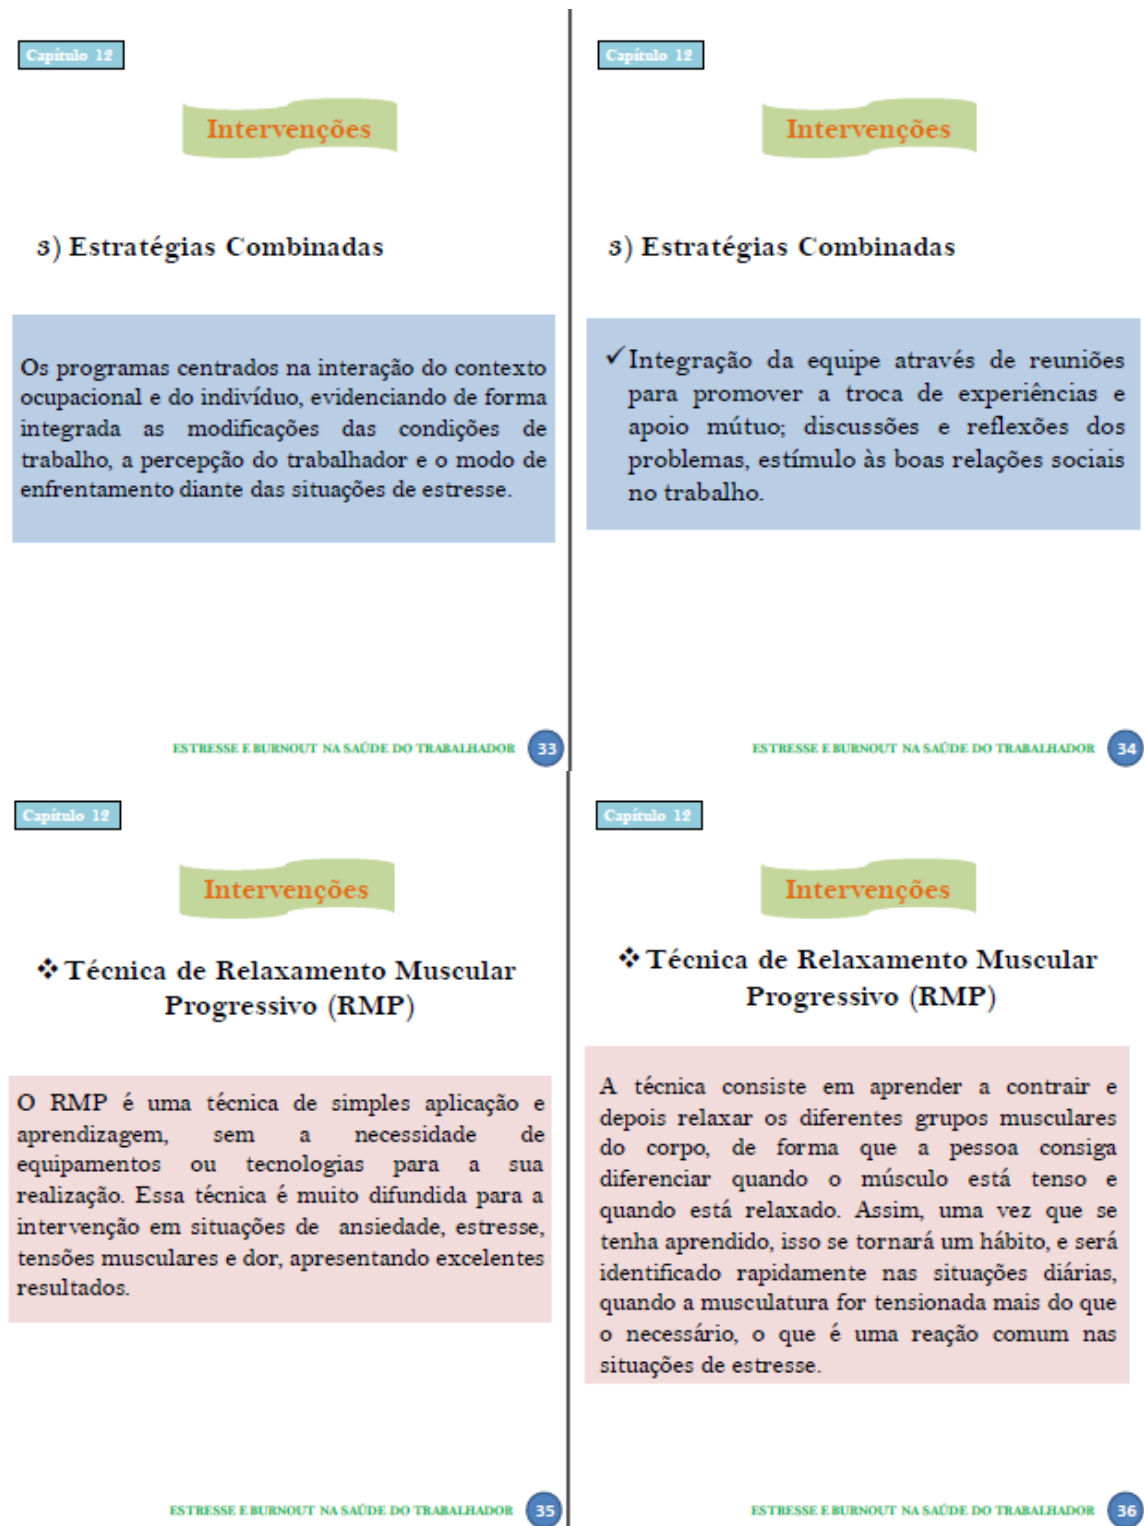 Capítulo 12
Intervenções
3) Estratégias Combinadas
Os programas centrados na interação do contexto
ocupacional e do indivíduo, evidenciando de forma
integrada as modificações das condições de
trabalho, a percepção do trabalhador e o modo de
enfrentamento diante das situações de estresse.
ESTRESSE E BURNOUT NA SAÚDE DO TRABALHADOR 33
Capítulo 12
Intervenções
3) Estratégias Combinadas
✓Integração da equipe através de reuniões
para promover a troca de experiências e
apoio mútuo; discussões e reflexões dos
problemas, estímulo às boas relações sociais
no trabalho.
ESTRESSE E BURNOUT NA SAÚDE DO TRABALHADOR 34
Capítulo 12
Intervenções
❖ Técnica de Relaxamento Muscular
Progressivo (RMP)
O RMP é uma técnica de simples aplicação e
aprendizagem, sem a necessidade de
equipamentos ou tecnologias para a sua
realização. Essa técnica é muito difundida para a
intervenção em situações de ansiedade, estresse,
tensões musculares e dor, apresentando excelentes
resultados.
ESTRESSE E BURNOUT NA SAÚDE DO TRABALHADOR 35
Capítulo 12
Intervenções
❖ Técnica de Relaxamento Muscular
Progressivo (RMP)
A técnica consiste em aprender a contrair e
depois relaxar os diferentes grupos musculares
do corpo, de forma que a pessoa consiga
diferenciar quando o músculo está tenso e
quando está relaxado. Assim, uma vez que se
tenha aprendido, isso se tornará um hábito, e será
identificado rapidamente nas situações diárias,
quando a musculatura for tensionada mais do que
o necessário, o que é uma reação comum nas
situações de estresse.
ESTRESSE E BURNOUT NA SAÚDE DO TRABALHADOR 36